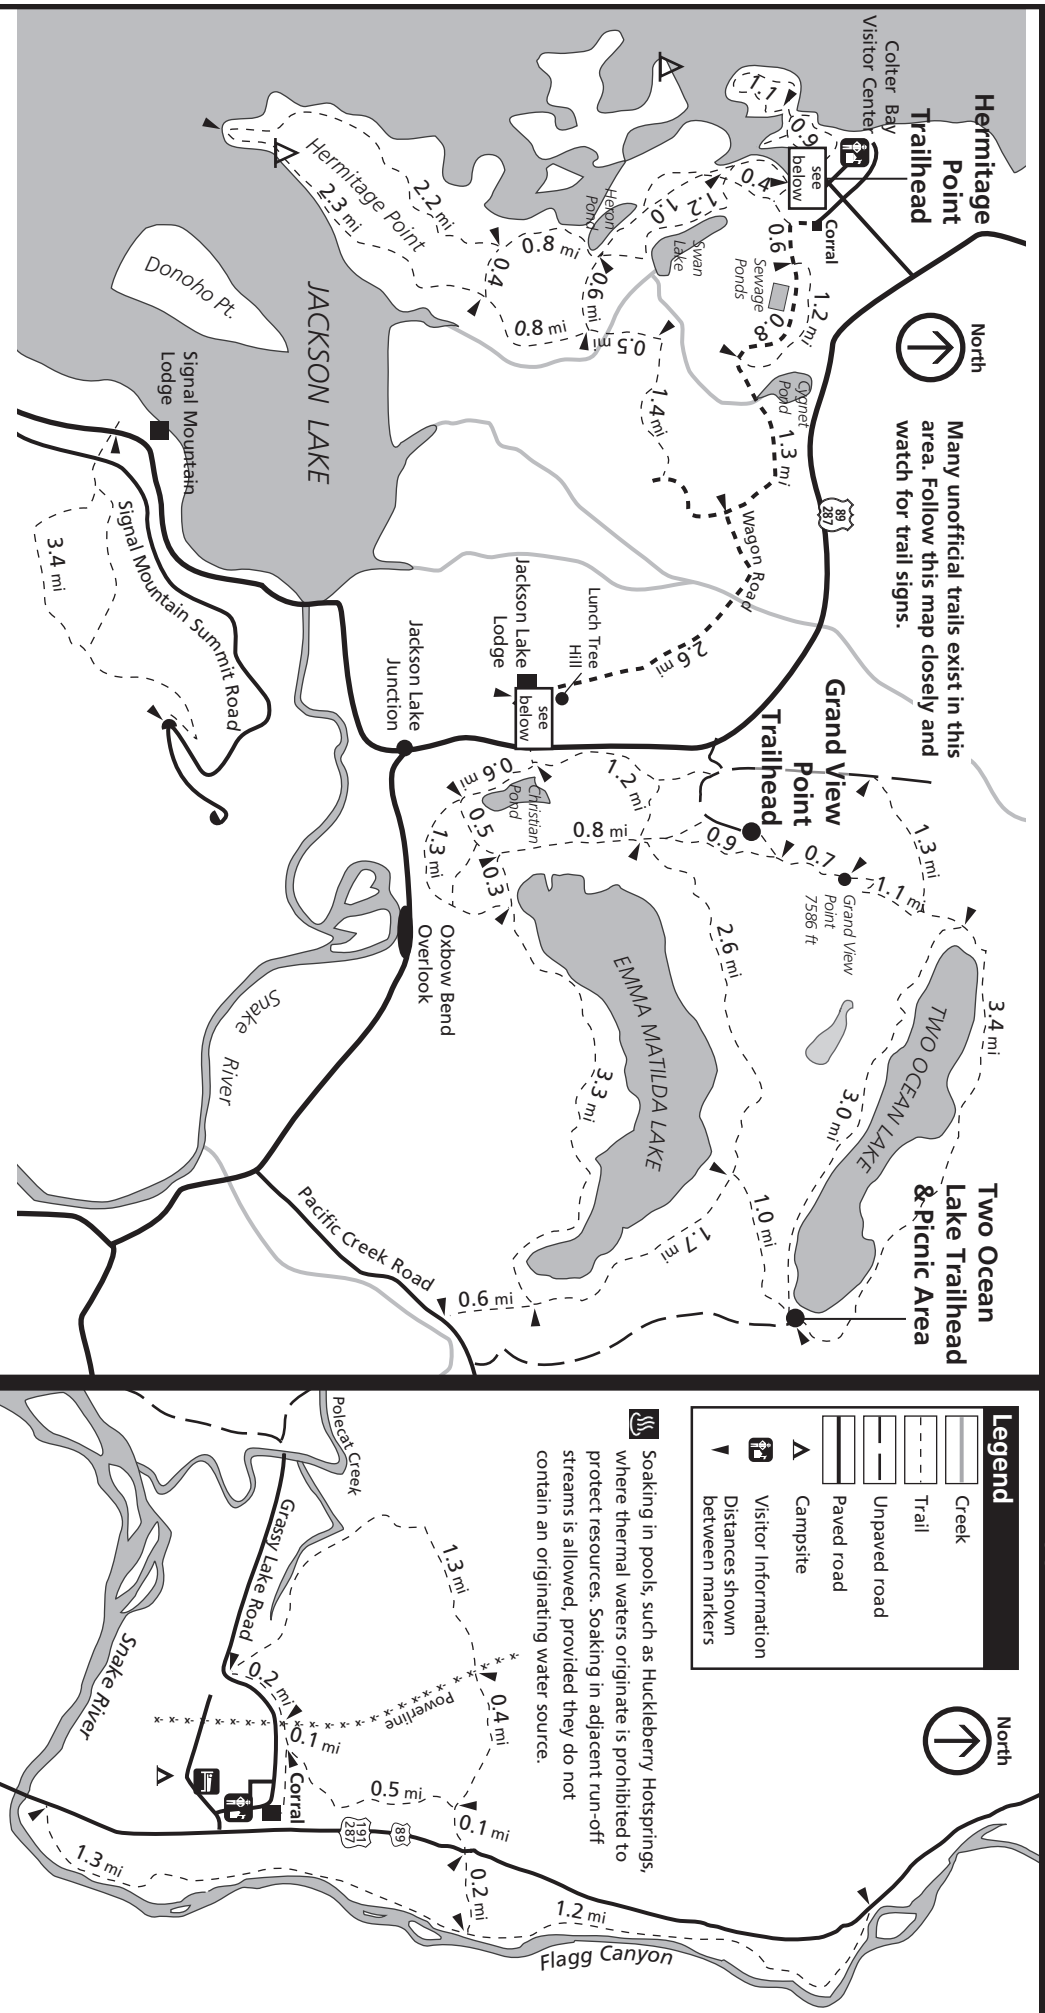 Hermitage
Point
Trailhead
Colter Bay
Visitor Center
see
below
Corral
1.1
0.9
0.4
0.6
1.2 mi
Sewage
Ponds
0.8
Swan
Lake
Heron
Pond
1.2
1.0
Cygnet
Pond
1.3 mi
0.8 mi
0.6 mi
0.5 mi
1.4 mi
0.4
0.8 mi
2.2 mi
2.3 mi
Hermitage Point
Donoho Pt.
JACKSON LAKE
North
Many unofficial trails exist in this
area. Follow this map closely and
watch for trail signs.
89
287
Wagon Road
2.6 mi
Lunch Tree
Hill
Jackson Lake
Lodge
see
below
Jackson Lake
Junction
Signal Mountain
Lodge
Signal Mountain Summit Road
3.4 mi
Grand View
Point
Trailhead
1.2 mi
0.6 mi
Christian
Pond
0.5
1.3 mi
0.3
0.8 mi
0.9
0.7
1.1 mi
1.3 mi
Grand View
Point
7586 ft
2.6 mi
3.4 mi
TWO OCEAN LAKE
3.0 mi
EMMA MATILDA LAKE
3.3 mi
Oxbow Bend
Overlook
Snake
River
Two Ocean
Lake Trailhead
& Picnic Area
1.0 mi
1.7 mi
0.6 mi
Pacific Creek Road
Legend
Creek
Trail
Unpaved road
Paved road
Campsite
Visitor Information
Distances shown
between markers
North
Soaking in pools, such as Huckleberry Hotsprings,
where thermal waters originate is prohibited to
protect resources. Soaking in adjacent run-off
streams is allowed, provided they do not
contain an originating water source.
Polecat Creek
Grassy Lake Road
1.3 mi
0.4 mi
0.2 mi
Powerline
0.1 mi
0.5 mi
0.1 mi
Corral
89
191
287
0.2 mi
1.2 mi
1.3 mi
Snake River
Flagg Canyon